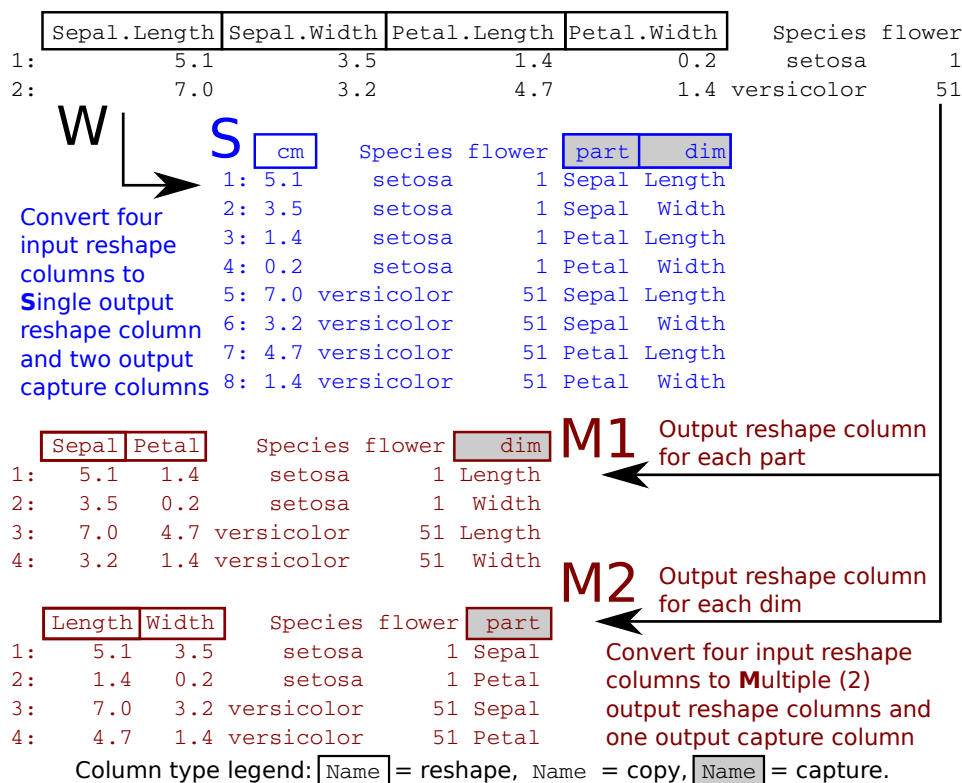 Sepal.Length Sepal.Width Petal.Length Petal.Width Species flower
1: 5.1 3.5 1.4 0.2 setosa 1
2: 7.0 3.2 4.7 1.4 versicolor 51
W
S
cm Species flower part dim
1: 5.1 setosa 1 Sepal Length
2: 3.5 setosa 1 Sepal Width
3: 1.4 setosa 1 Petal Length
4: 0.2 setosa 1 Petal Width
5: 7.0 versicolor 51 Sepal Length
6: 3.2 versicolor 51 Sepal Width
7: 4.7 versicolor 51 Petal Length
8: 1.4 versicolor 51 Petal Width
Convert four
input reshape
columns to
Single output
reshape column
and two output
capture columns
Sepal Petal Species flower dim
1: 5.1 1.4 setosa 1 Length
2: 3.5 0.2 setosa 1 Width
3: 7.0 4.7 versicolor 51 Length
4: 3.2 1.4 versicolor 51 Width
M1
Output reshape column
for each part
M2
Output reshape column
for each dim
Length Width Species flower part
1: 5.1 3.5 setosa 1 Sepal
2: 1.4 0.2 setosa 1 Petal
3: 7.0 3.2 versicolor 51 Sepal
4: 4.7 1.4 versicolor 51 Petal
Convert four input reshape
columns to Multiple (2)
output reshape columns and
one output capture column
Column type legend: Name = reshape, Name = copy, Name = capture.